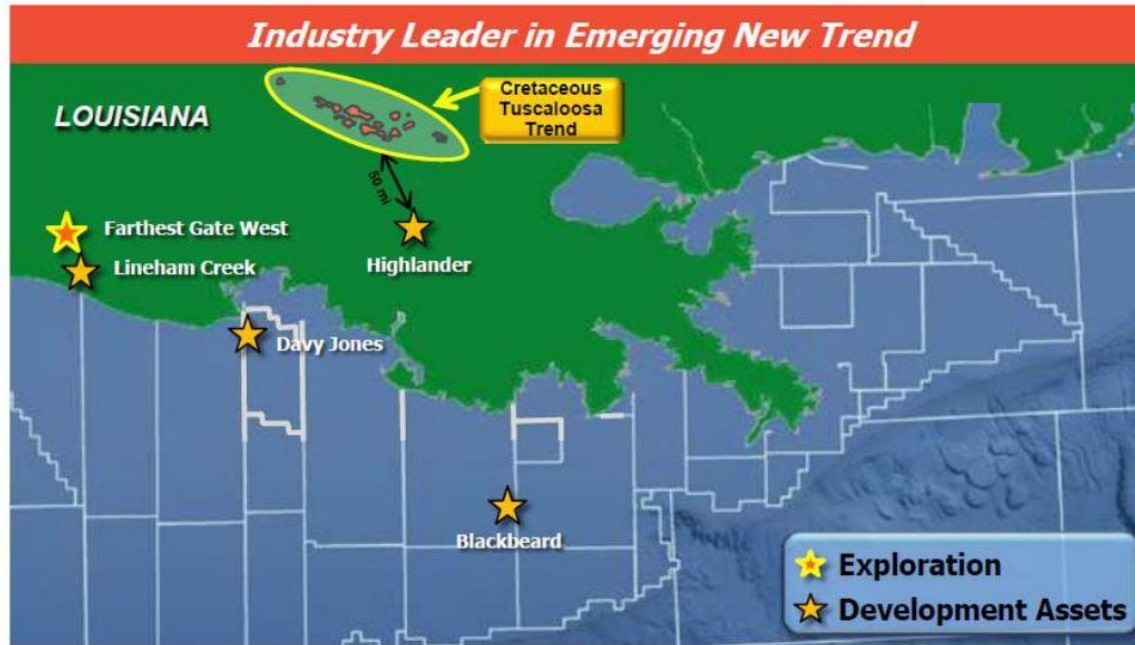 Industry Leader in Emerging New Trend
LOUISIANA
Cretaceous
Tuscaloosa
Trend
50 mi
Farthest Gate West
Lineham Creek
Highlander
Davy Jones
Blackbeard
Exploration
Development Assets